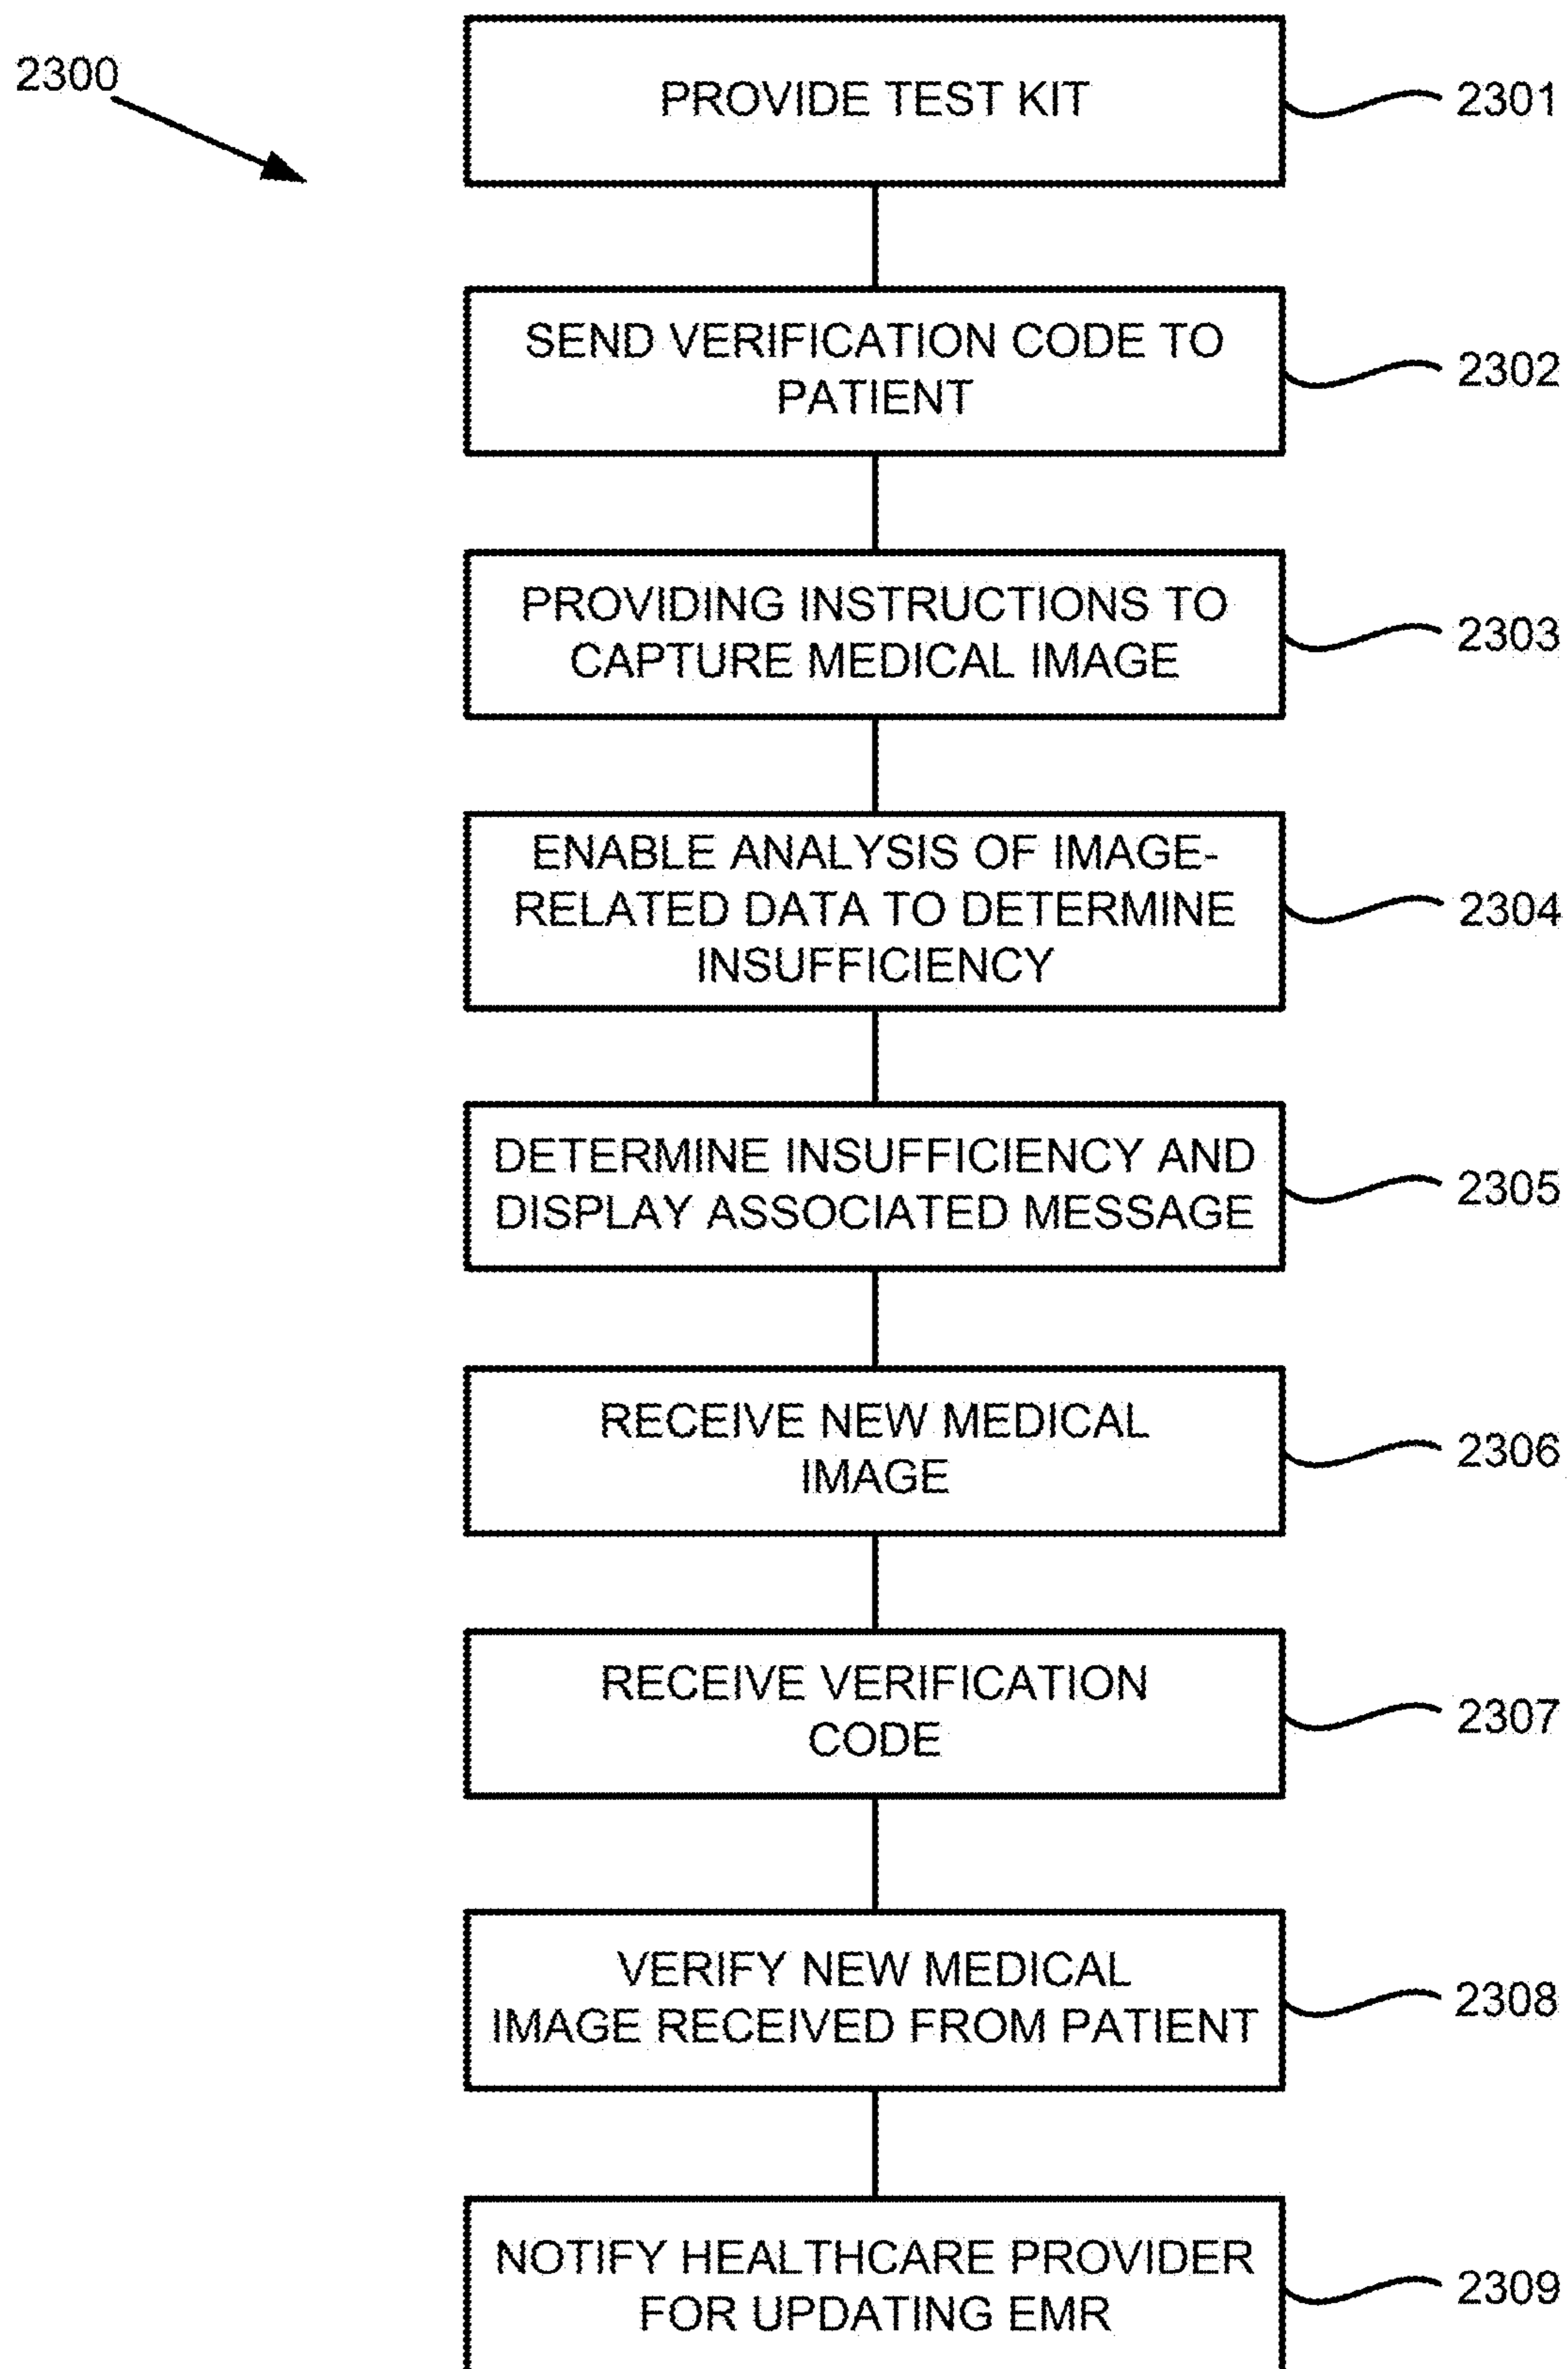 2300
PROVIDE TEST KIT
2301
SEND VERIFICATION CODE TO
PATIENT
2302
PROVIDING INSTRUCTIONS TO
CAPTURE MEDICAL IMAGE
2303
ENABLE ANALYSIS OF IMAGE-
RELATED DATA TO DETERMINE
INSUFFICIENCY
2304
DETERMINE INSUFFICIENCY AND
DISPLAY ASSOCIATED MESSAGE
2305
RECEIVE NEW MEDICAL
IMAGE
2306
RECEIVE VERIFICATION
CODE
2307
VERIFY NEW MEDICAL
IMAGE RECEIVED FROM PATIENT
2308
NOTIFY HEALTHCARE PROVIDER
FOR UPDATING EMR
2309